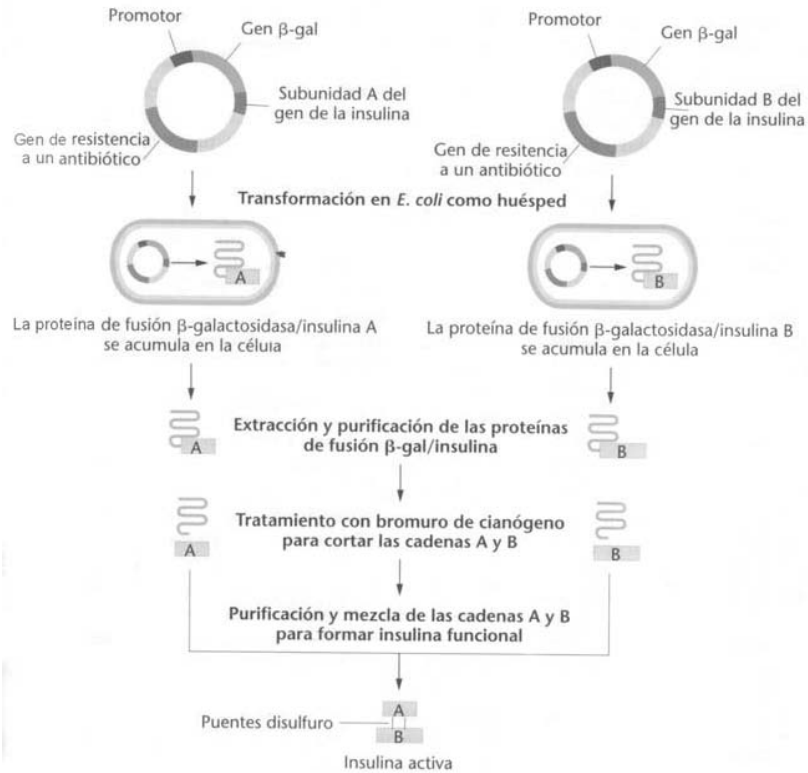 Promotor
Gen β-gal
Subunidad A del
gen de la insulina
Gen de resistencia
a un antibiótico
Promotor
Gen β-gal
Subunidad B del
gen de la insulina
Gen de resitencia
a un antibiótico
Transformación en E. coli como huésped
A
B
La proteína de fusión β-galactosidasa/insulina A
se acumula en la célula
La proteína de fusión β-galactosidasa/insulina B
se acumula en la célula
A
Extracción y purificación de las proteínas
de fusión β-gal/insulina
B
A
Tratamiento con bromuro de cianógeno
para cortar las cadenas A y B
B
Purificación y mezcla de las cadenas A y B
para formar insulina funcional
Puentes disulfuro
A
B
Insulina activa